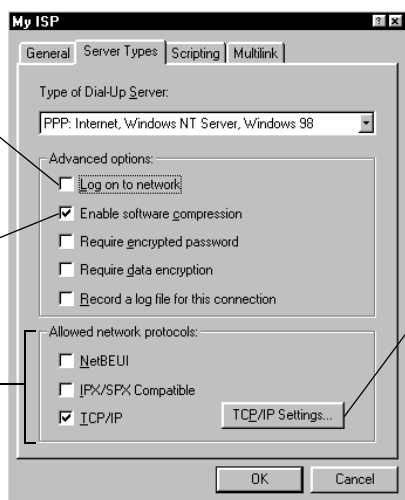 My ISP
General Server Types Scripting Multilink
Type of Dial-Up Server:
PPP: Internet, Windows NT Server, Windows 98
Advanced options:
Log on to network
Enable software compression
Require encrypted password
Require data encryption
Record a log file for this connection
Allowed network protocols:
NetBEUI
IPX/SPX Compatible
TCP/IP TCP/IP Settings...
OK Cancel